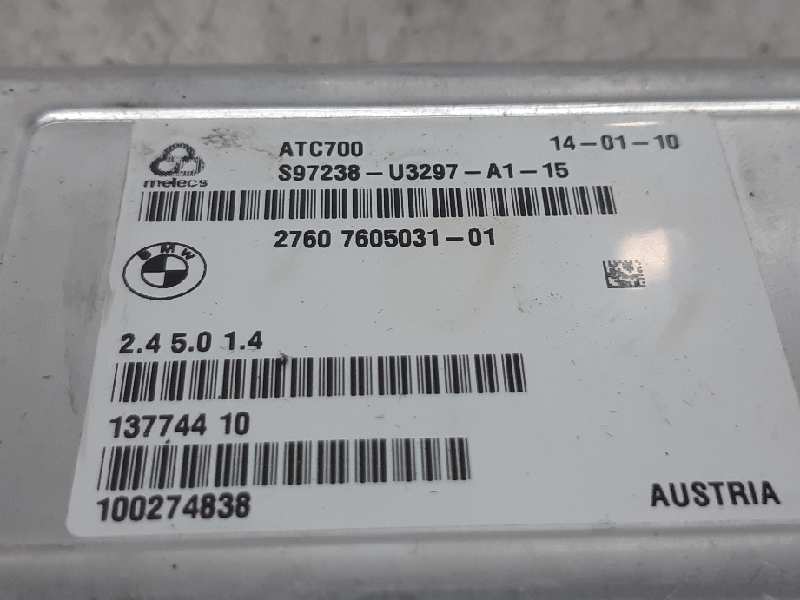 ATC700 14-01-10
melecs S97238-U3297-A1-15
2760 7605031-01
BMW
2.4 5.0 1.4
137744 10
100274838
AUSTRIA